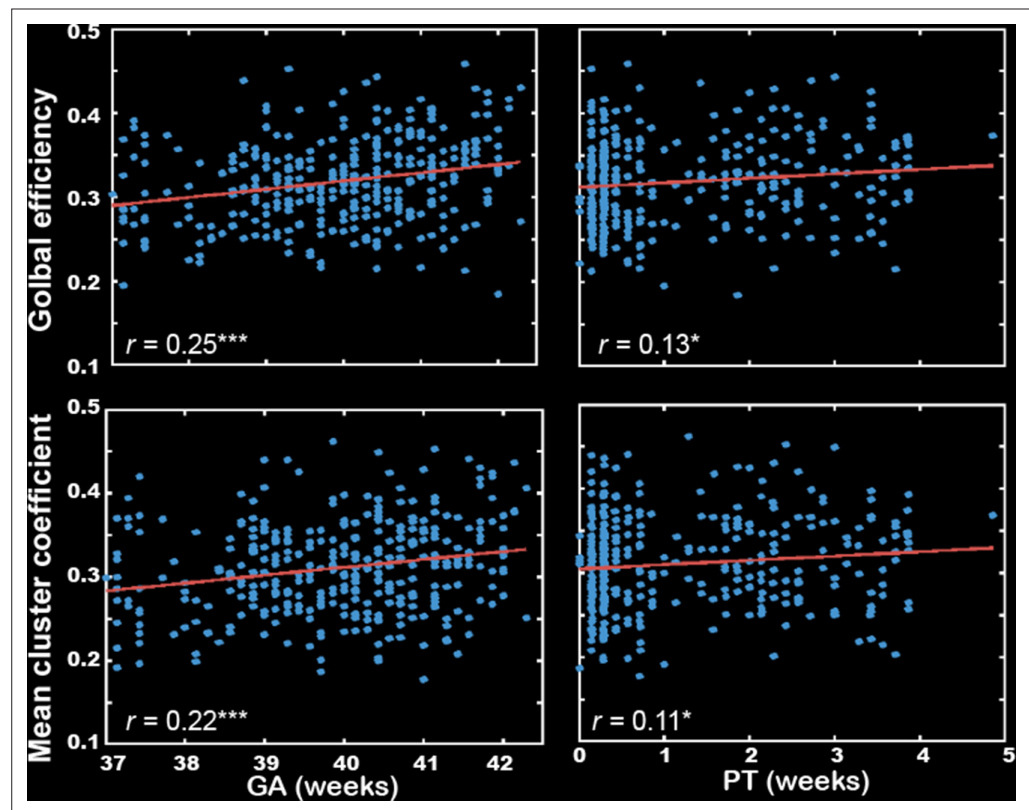 Golbal efficiency
0.5
0.4
0.3
0.2
0.1
r = 0.25***
r = 0.13*
Mean cluster coefficient
0.5
0.4
0.3
0.2
0.1
r = 0.22***
r = 0.11*
37 38 39 40 41 42
GA (weeks)
0 1 2 3 4 5
PT (weeks)